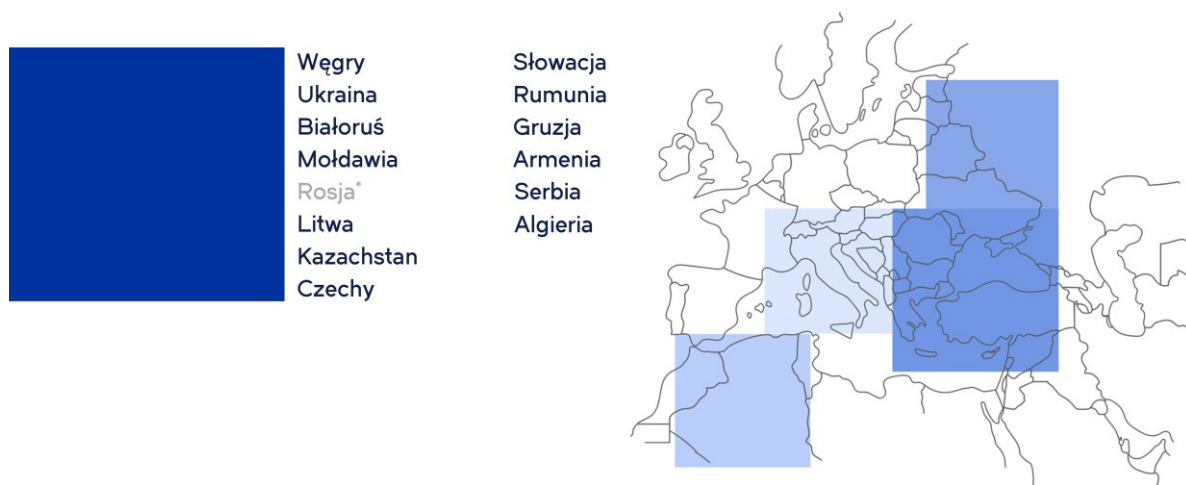 Węgry
Ukraina
Białoruś
Mołdawia
Rosja*
Litwa
Kazachstan
Czechy
Słowacja
Rumunia
Gruzja
Armenia
Serbia
Algieria